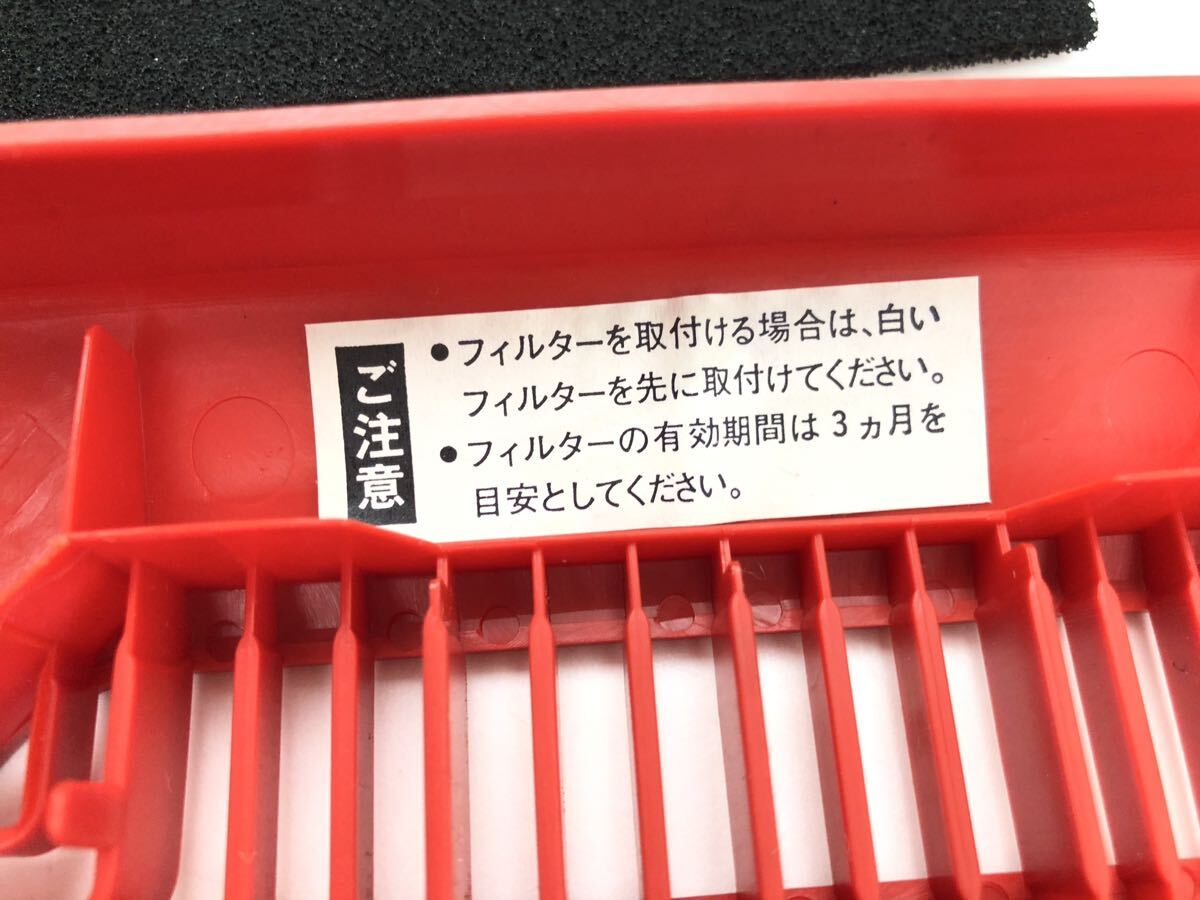 ご注意
●フィルターを取付ける場合は、白い
フィルターを先に取付けてください。
●フィルターの有効期間は3ヵ月を
目安としてください。